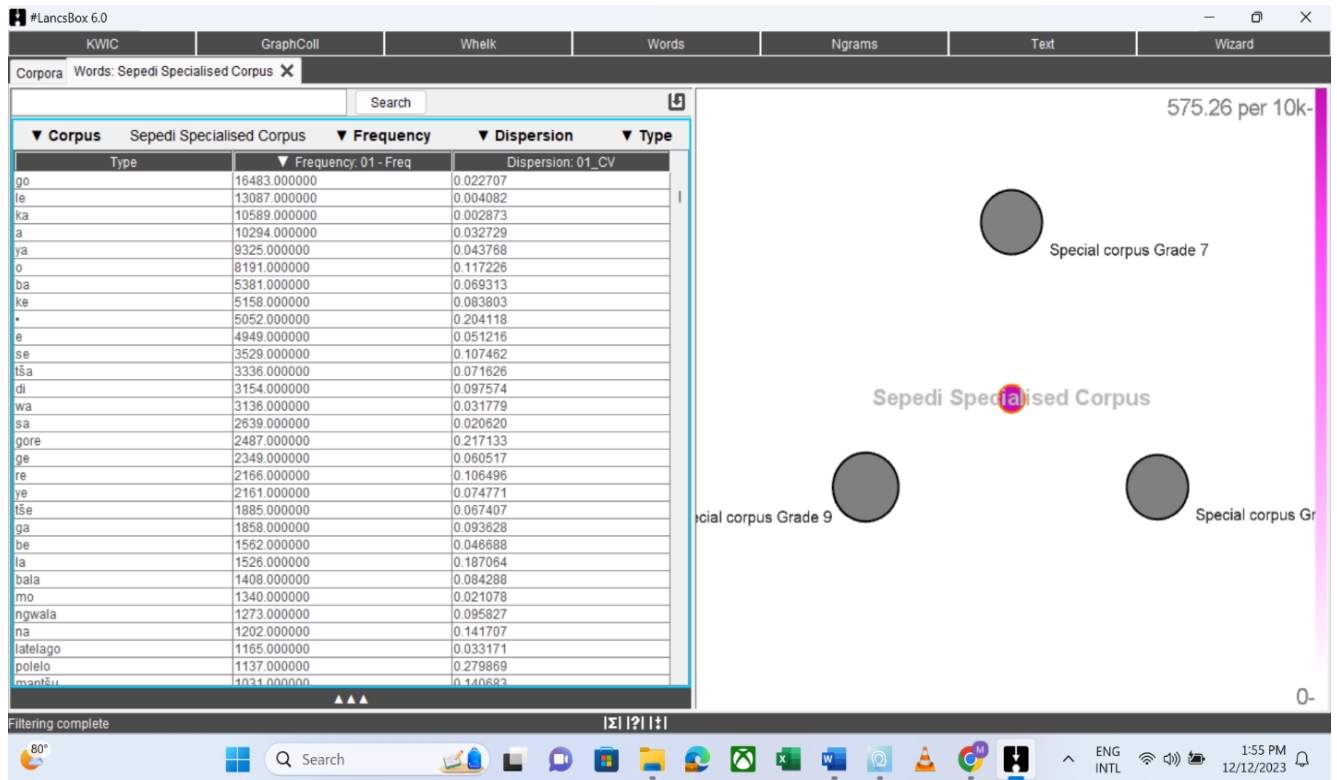 #LancsBox 6.0
KWIC GraphColl Whelk Words Ngrams Text Wizard
Corpora Words: Sepedi Specialised Corpus
Search
▼ Corpus Sepedi Specialised Corpus ▼ Frequency ▼ Dispersion ▼ Type
Type ▼ Frequency: 01 - Freq Dispersion: 01_CV
go 16483.000000 0.022707
le 13087.000000 0.004082
ka 10589.000000 0.002873
a 10294.000000 0.032729
ya 9325.000000 0.043768
o 8191.000000 0.117226
ba 5381.000000 0.069313
ke 5158.000000 0.083803
• 5052.000000 0.204118
e 4949.000000 0.051216
se 3529.000000 0.107462
tša 3336.000000 0.071626
di 3154.000000 0.097574
wa 3136.000000 0.031779
sa 2639.000000 0.020620
gore 2487.000000 0.217133
ge 2349.000000 0.060517
re 2166.000000 0.106496
ye 2161.000000 0.074771
tše 1885.000000 0.067407
ga 1858.000000 0.093628
be 1562.000000 0.046688
la 1526.000000 0.187064
bala 1408.000000 0.084288
mo 1340.000000 0.021078
ngwala 1273.000000 0.095827
na 1202.000000 0.141707
latelago 1165.000000 0.033171
polelo 1137.000000 0.279869
mantšu 1031.000000 0.140683
575.26 per 10k-
Special corpus Grade 7
Sepedi Specialised Corpus
ecial corpus Grade 9
Special corpus Gr
0-
Filtering complete |Σ| |?| |‡|
80° Search ENG INTL 1:55 PM 12/12/2023